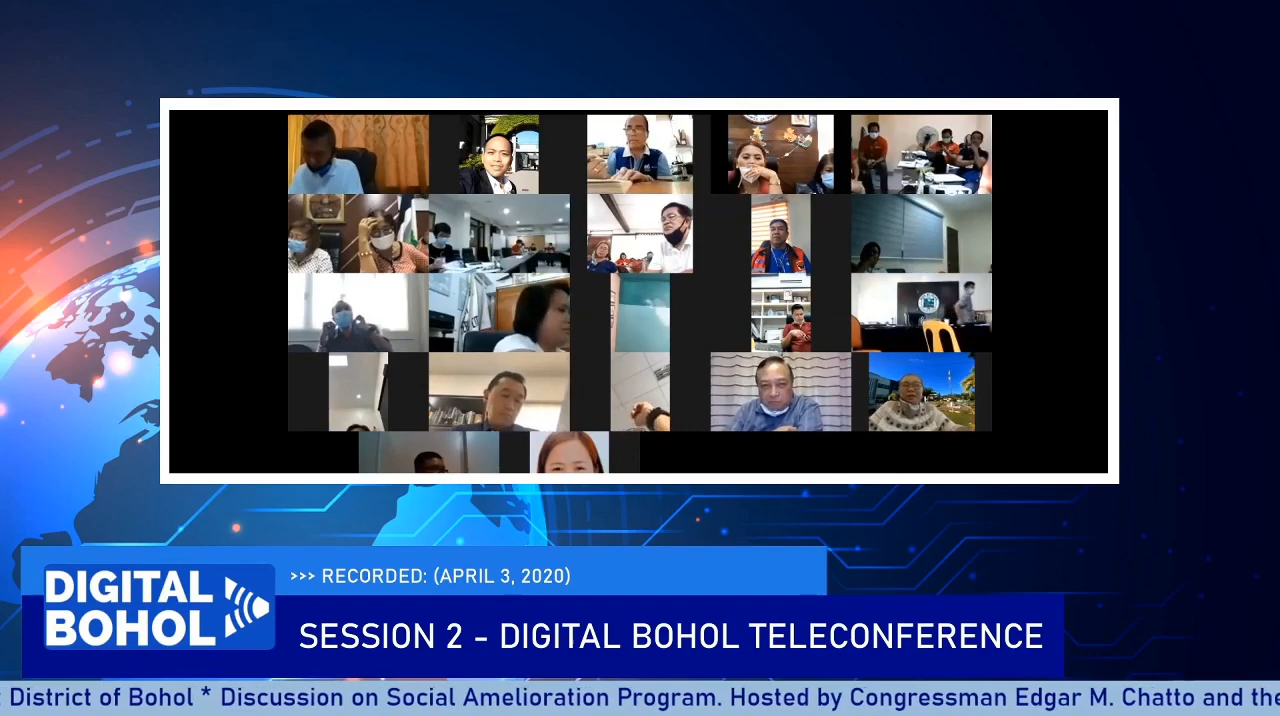 >>> RECORDED: (APRIL 3, 2020)
DIGITAL
BOHOL
SESSION 2 - DIGITAL BOHOL TELECONFERENCE
District of Bohol * Discussion on Social Amelioration Program. Hosted by Congressman Edgar M. Chatto and the